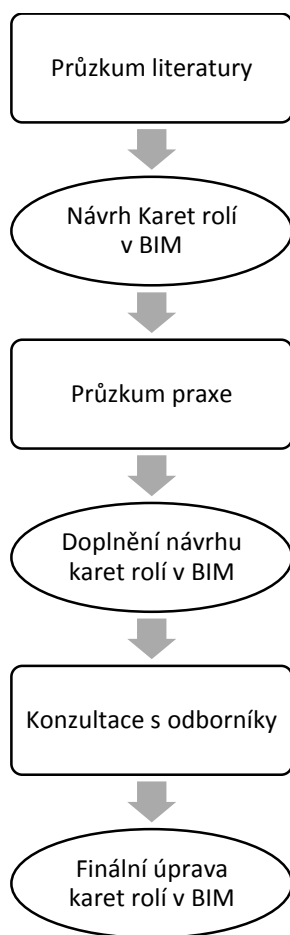 Průzkum literatury
Návrh Karet rolí
v BIM
Průzkum praxe
Doplnění návrhu
karet rolí v BIM
Konzultace s odborníky
Finální úprava
karet rolí v BIM